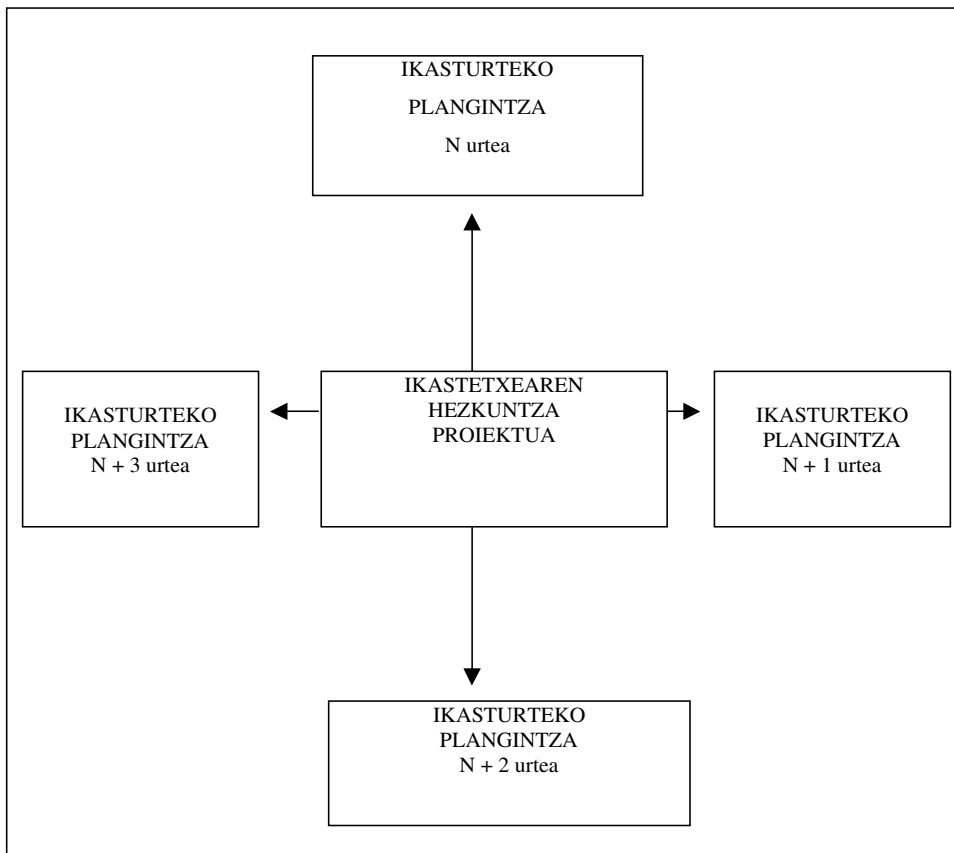 IKASTURTEKO
PLANGINTZA
N urtea
IKASTURTEKO
PLANGINTZA
N + 3 urtea
IKASTETXEAREN
HEZKUNTZA
PROIEKTUA
IKASTURTEKO
PLANGINTZA
N + 1 urtea
IKASTURTEKO
PLANGINTZA
N + 2 urtea